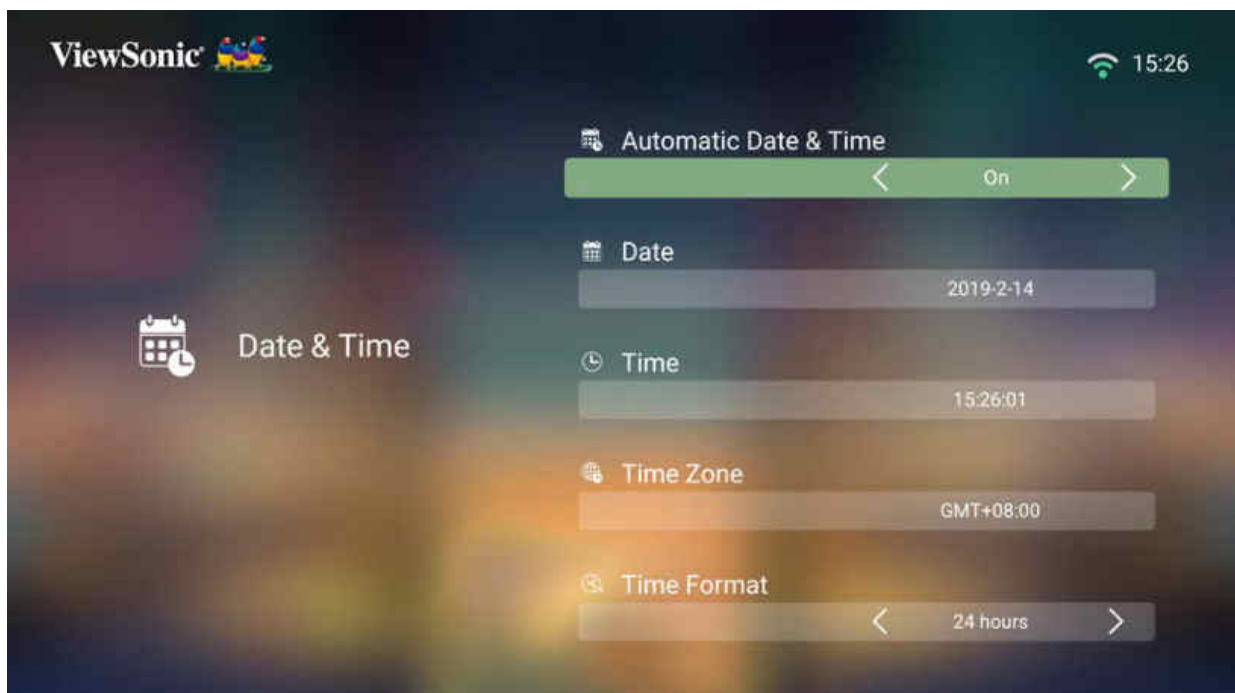 ViewSonic
15:26
Automatic Date & Time
On
Date
2019-2-14
Date & Time
Time
15:26:01
Time Zone
GMT+08:00
Time Format
24 hours